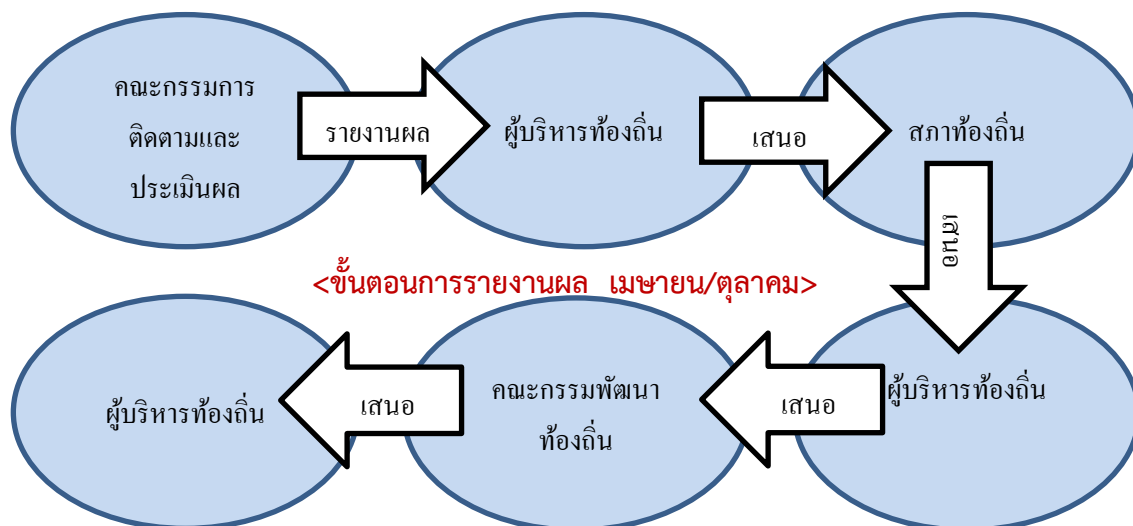 คณะกรรมการ
ติดตามและ
ประเมินผล
รายงานผล
ผู้บริหารท้องถิ่น
เสนอ
สภาท้องถิ่น
เสนอ
<ขั้นตอนการรายงานผล เมษายน/ตุลาคม>
ผู้บริหารท้องถิ่น
เสนอ
คณะกรรมพัฒนา
ท้องถิ่น
เสนอ
ผู้บริหารท้องถิ่น